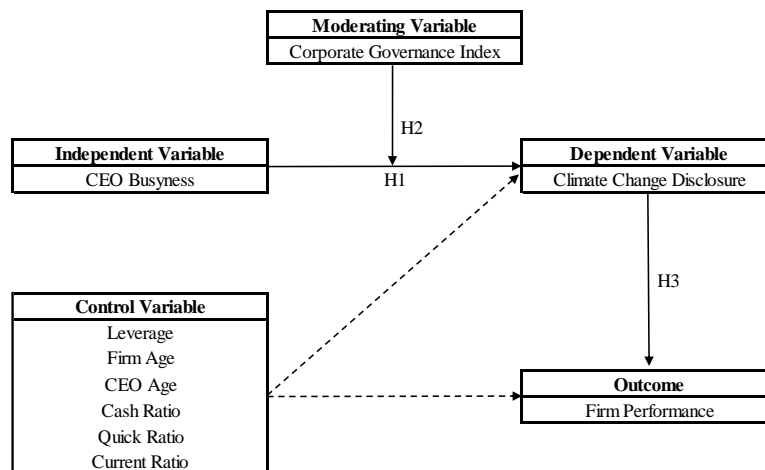 Moderating Variable
Corporate Governance Index
H2
Independent Variable
CEO Busyness
H1
Dependent Variable
Climate Change Disclosure
H3
Control Variable
Leverage
Firm Age
CEO Age
Cash Ratio
Quick Ratio
Current Ratio
Outcome
Firm Performance